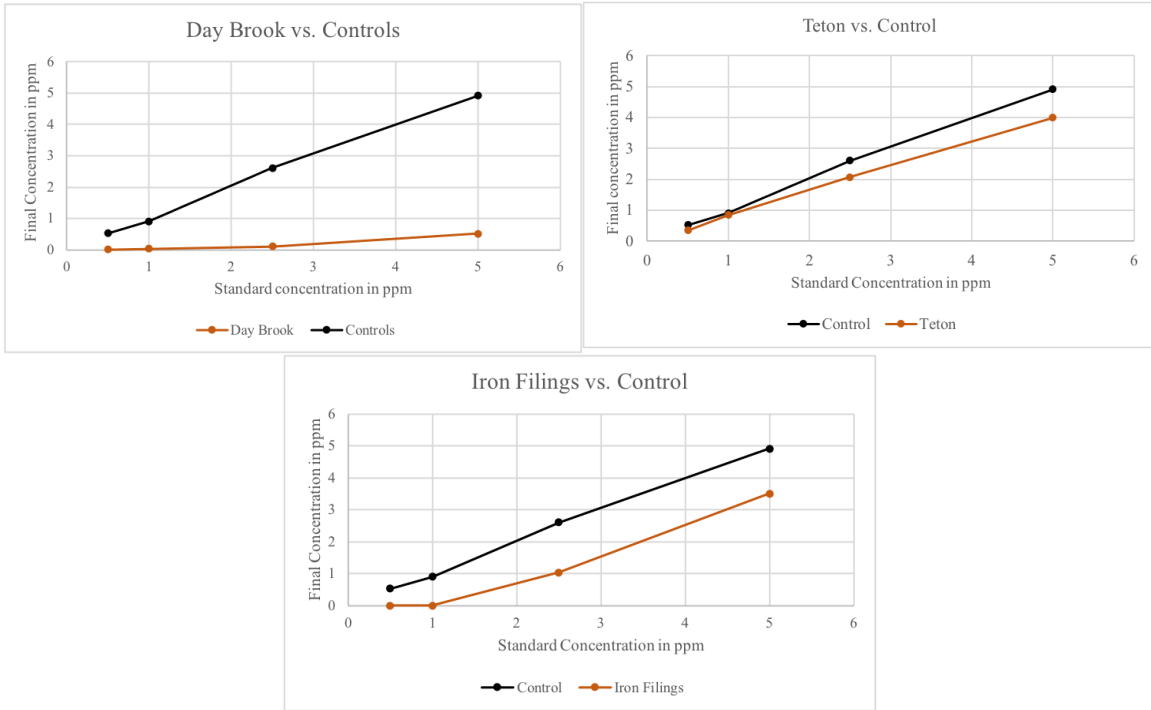 Day Brook vs. Controls
Final Concentration in ppm
6
5
4
3
2
1
0
0 1 2 3 4 5 6
Standard concentration in ppm
Day Brook Controls
Teton vs. Control
Final concentration in ppm
6
5
4
3
2
1
0
0 1 2 3 4 5 6
Standard Concentration in ppm
Control Teton
Iron Filings vs. Control
Final Concentration in ppm
6
5
4
3
2
1
0
0 1 2 3 4 5 6
Standard Concentration in ppm
Control Iron Filings